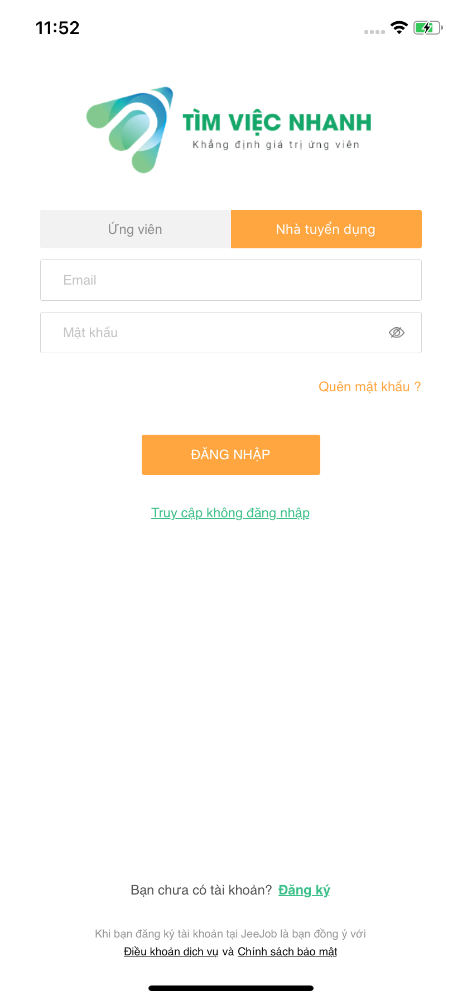 11:52
TÌM VIỆC NHANH
Khẳng định giá trị ứng viên
Ứng viên
Nhà tuyển dụng
Email
Mật khẩu
Quên mật khẩu ?
ĐĂNG NHẬP
Truy cập không đăng nhập
Bạn chưa có tài khoản? Đăng ký
Khi bạn đăng ký tài khoản tại JeeJob là bạn đồng ý với
Điều khoản dịch vụ và Chính sách bảo mật